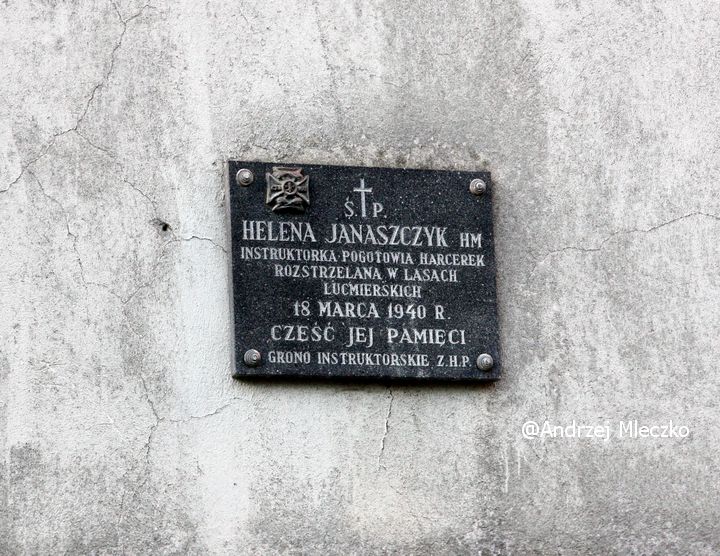 Ś. P.
HELENA JANASZCZYK HM
INSTRUKTORKA POGOTOWIA HARCEREK
ROZSTRZELANA W LASACH
LUCMIERSKICH
18 MARCA 1940 R.
CZEŚĆ JEJ PAMIĘCI
GRONO INSTRUKTORSKIE Z.H.P.
@Andrzej Mleczko